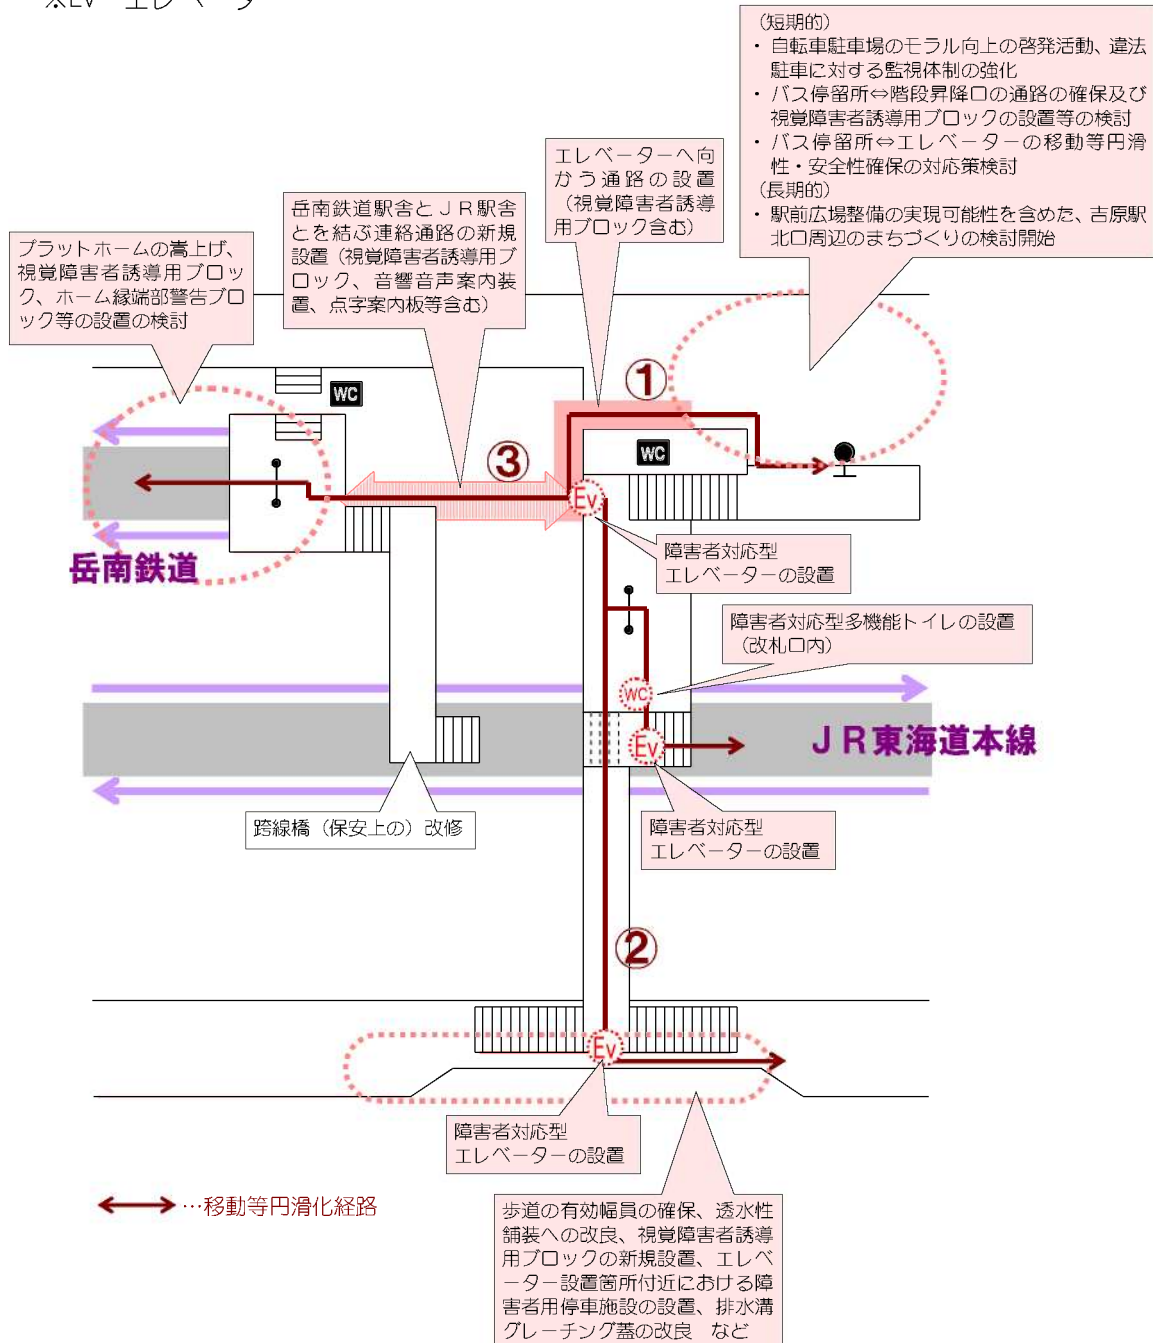 ※EV エレベーター
（短期的）
・ 自転車駐車場のモラル向上の啓発活動、違法
駐車に対する監視体制の強化
・ バス停留所⇔階段昇降口の通路の確保及び
視覚障害者誘導用ブロックの設置等の検討
・ バス停留所⇔エレベーターの移動等円滑
性・安全性確保の対応策検討
（長期的）
・ 駅前広場整備の実現可能性を含めた、吉原駅
北口周辺のまちづくりの検討開始
エレベーターへ向
かう通路の設置
（視覚障害者誘導
用ブロック含む）
岳南鉄道駅舎とＪＲ駅舎
とを結ぶ連絡通路の新規
設置（視覚障害者誘導用ブ
ロック、音響音声案内装
置、点字案内板等含む）
プラットホームの嵩上げ、
視覚障害者誘導用ブロッ
ク、ホーム縁端部警告ブロ
ック等の設置の検討
WC
①
WC
③
Ev
岳南鉄道
障害者対応型
エレベーターの設置
障害者対応型多機能トイレの設置
（改札口内）
WC
Ev
ＪＲ東海道本線
跨線橋（保安上の）改修
障害者対応型
エレベーターの設置
②
Ev
障害者対応型
エレベーターの設置
…移動等円滑化経路
歩道の有効幅員の確保、透水性
舗装への改良、視覚障害者誘導
用ブロックの新規設置、エレベ
ーター設置箇所付近における障
害者用停車施設の設置、排水溝
グレーチング蓋の改良 など